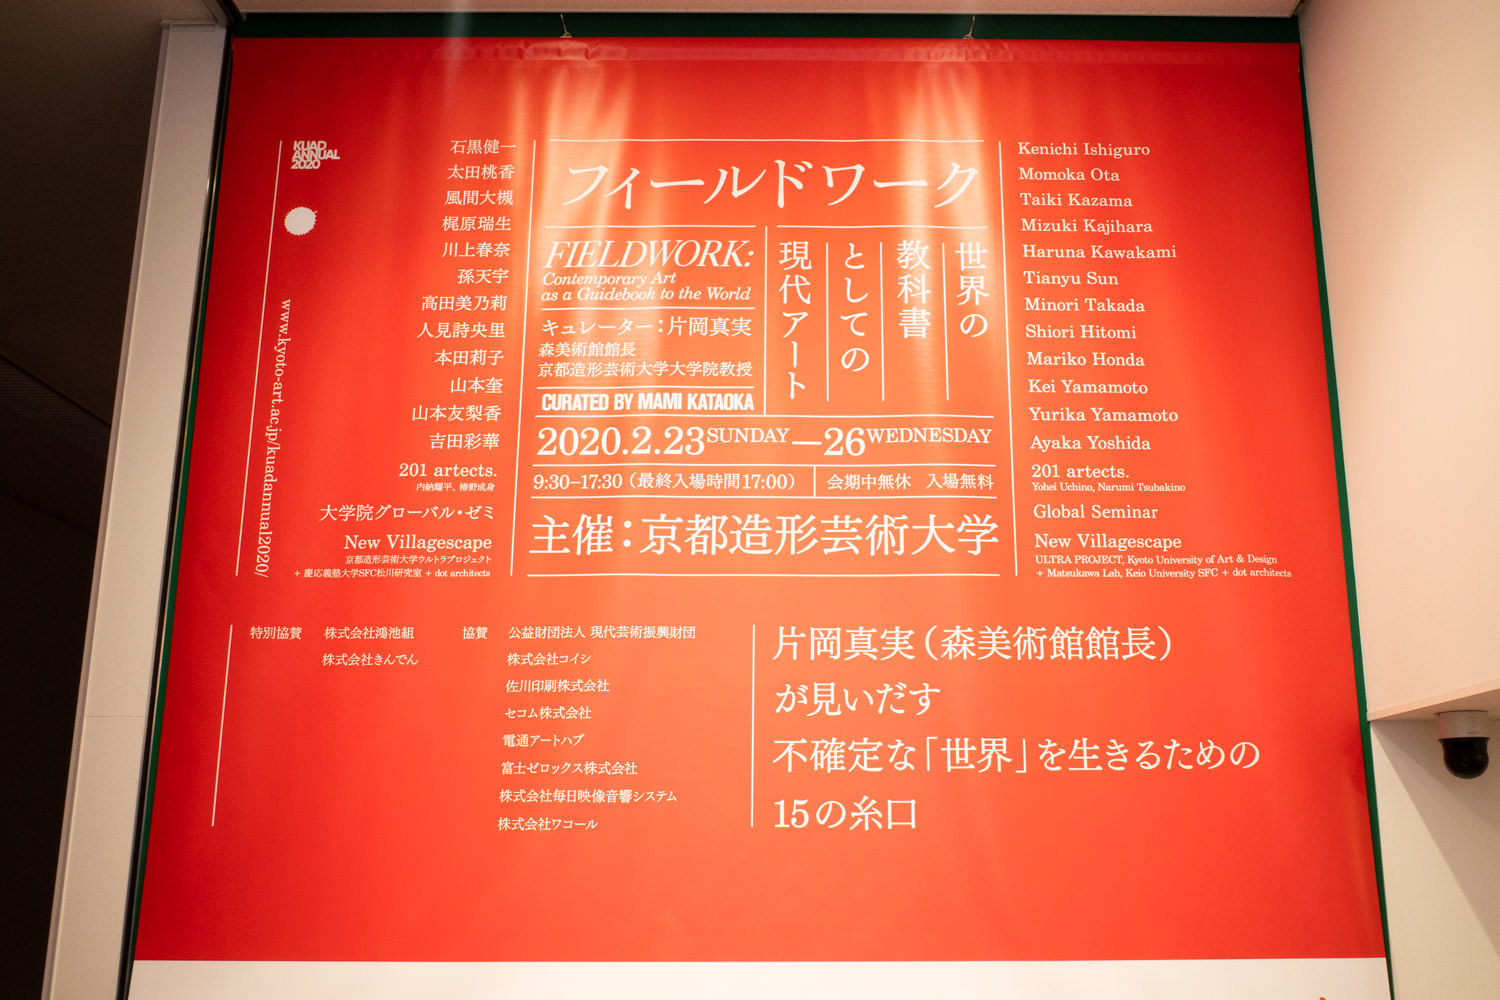 KUAD
ANNUAL
2020
www.kyoto-art.ac.jp/kuadannual2020/
石黒健一
太田桃香
風間大槻
梶原瑞生
川上春奈
孫天宇
高田美乃莉
人見詩央里
本田莉子
山本奎
山本友梨香
吉田彩華
201 artects.
内納耀平、椿野成身
大学院グローバル・ゼミ
New Villagescape
京都造形芸術大学ウルトラプロジェクト
+ 慶応義塾大学SFC松川研究室 + dot architects
フィールドワーク
世界の
教科書
としての
現代アート
FIELDWORK:
Contemporary Art
as a Guidebook to the World
キュレーター：片岡真実
森美術館館長
京都造形芸術大学大学院教授
CURATED BY MAMI KATAOKA
2020.2.23 SUNDAY—26 WEDNESDAY
9:30–17:30（最終入場時間17:00） 会期中無休 入場無料
主催：京都造形芸術大学
Kenichi Ishiguro
Momoka Ota
Taiki Kazama
Mizuki Kajihara
Haruna Kawakami
Tianyu Sun
Minori Takada
Shiori Hitomi
Mariko Honda
Kei Yamamoto
Yurika Yamamoto
Ayaka Yoshida
201 artects.
Yohei Uchino, Narumi Tsubakino
Global Seminar
New Villagescape
ULTRA PROJECT, Kyoto University of Art & Design
+ Matsukawa Lab, Keio University SFC + dot architects
特別協賛 株式会社鴻池組
株式会社きんでん
協賛 公益財団法人 現代芸術振興財団
株式会社コイシ
佐川印刷株式会社
セコム株式会社
電通アートハブ
富士ゼロックス株式会社
株式会社毎日映像音響システム
株式会社ワコール
片岡真実（森美術館館長）
が見いだす
不確定な「世界」を生きるための
15の糸口